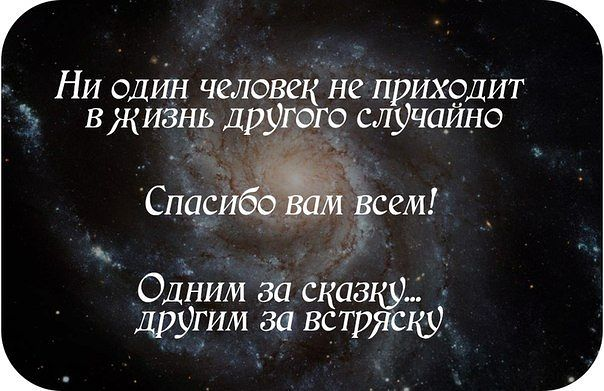 Ни один человек не приходит
в жизнь другого случайно
Спасибо вам всем!
Одним за сказку...
другим за встряску